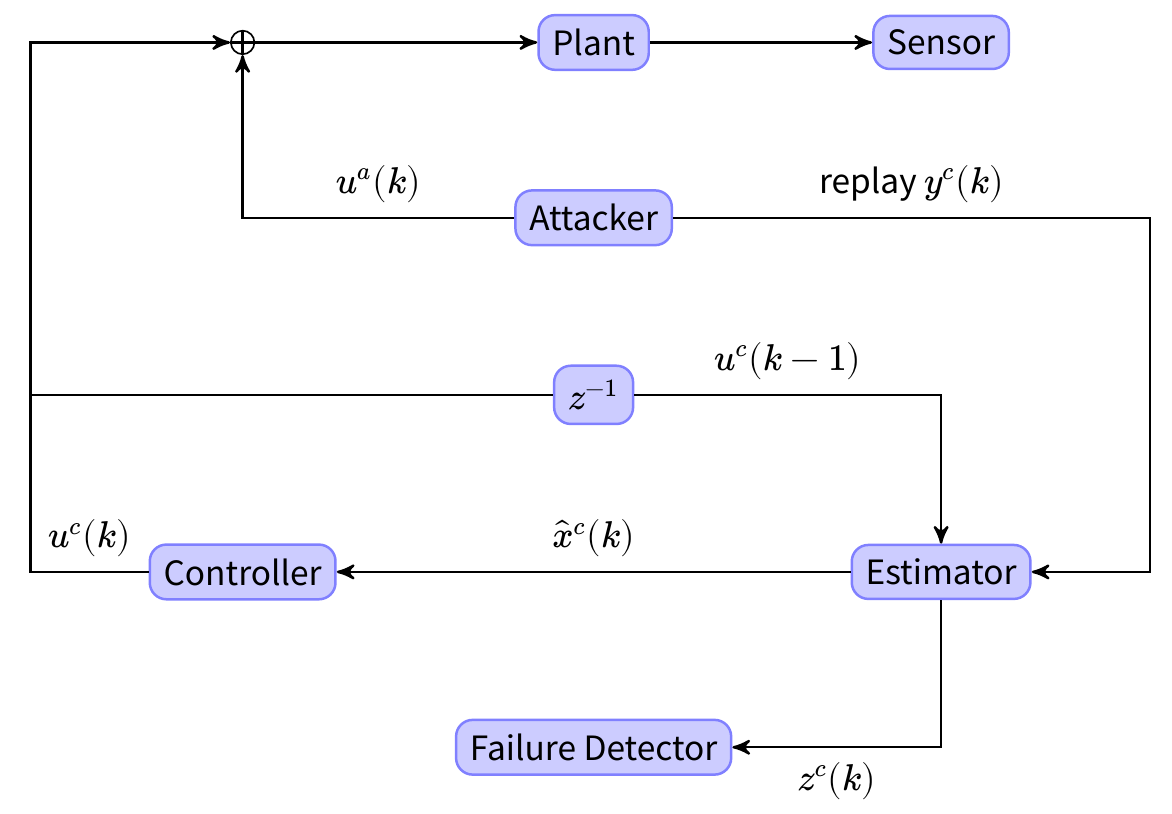 ⊕ Plant Sensor
u^a(k) replay y^c(k)
Attacker
u^c(k − 1)
z^{−1}
u^c(k) x̂^c(k)
Controller Estimator
Failure Detector
z^c(k)